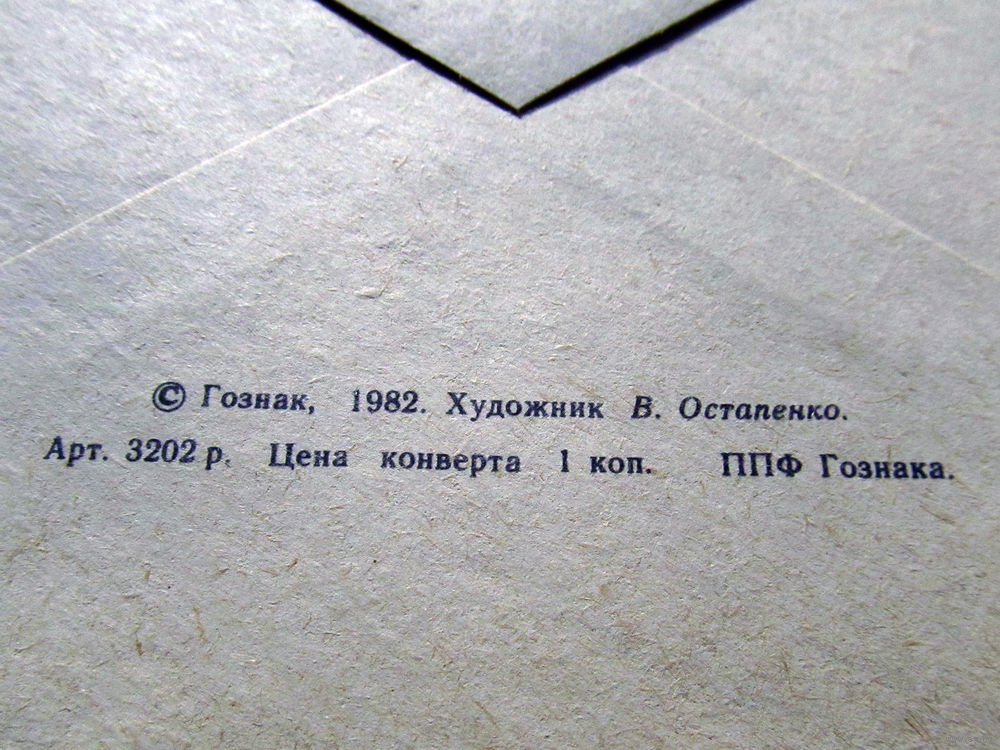 © Гознак, 1982. Художник В. Остапенко.
Арт. 3202 р. Цена конверта 1 коп. ППФ Гознака.